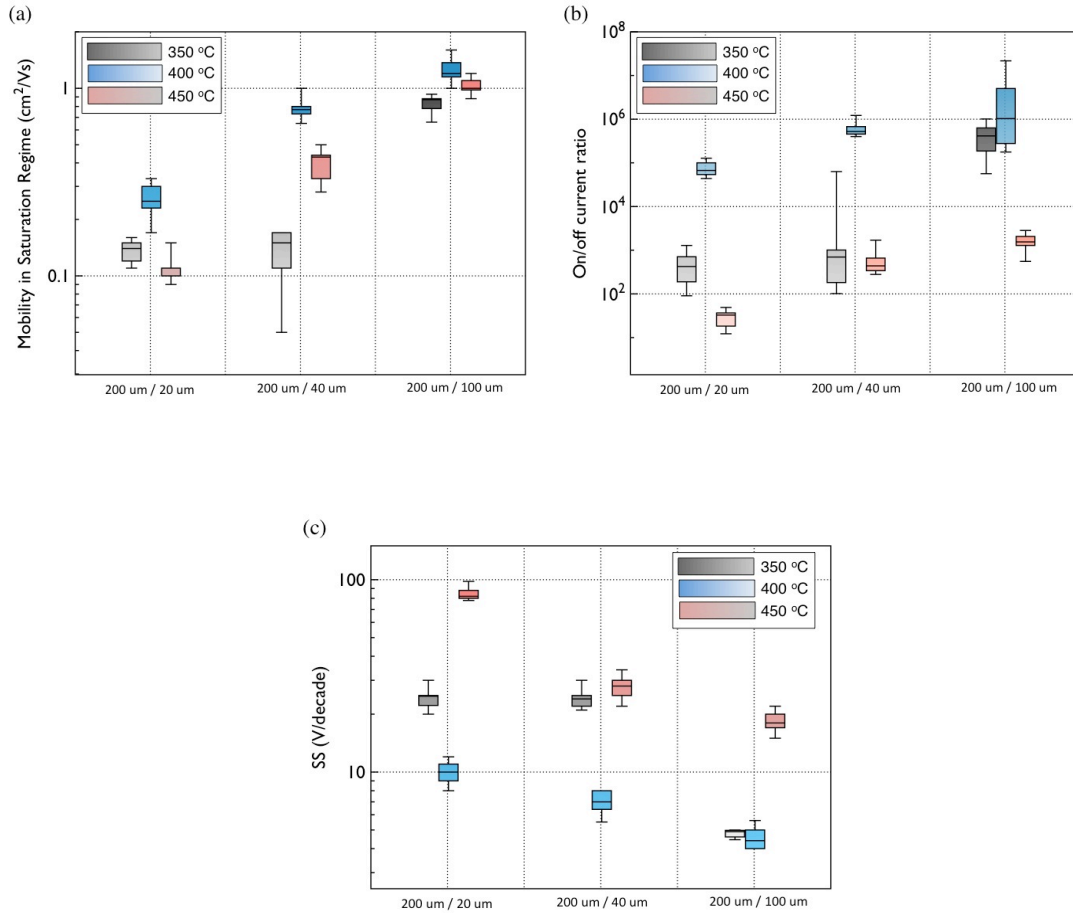 (a)
Mobility in Saturation Regime (cm²/Vs)
1
0.1
350 °C
400 °C
450 °C
200 um / 20 um
200 um / 40 um
200 um / 100 um
(b)
On/off current ratio
10⁸
10⁶
10⁴
10²
350 °C
400 °C
450 °C
200 um / 20 um
200 um / 40 um
200 um / 100 um
(c)
SS (V/decade)
100
10
350 °C
400 °C
450 °C
200 um / 20 um
200 um / 40 um
200 um / 100 um